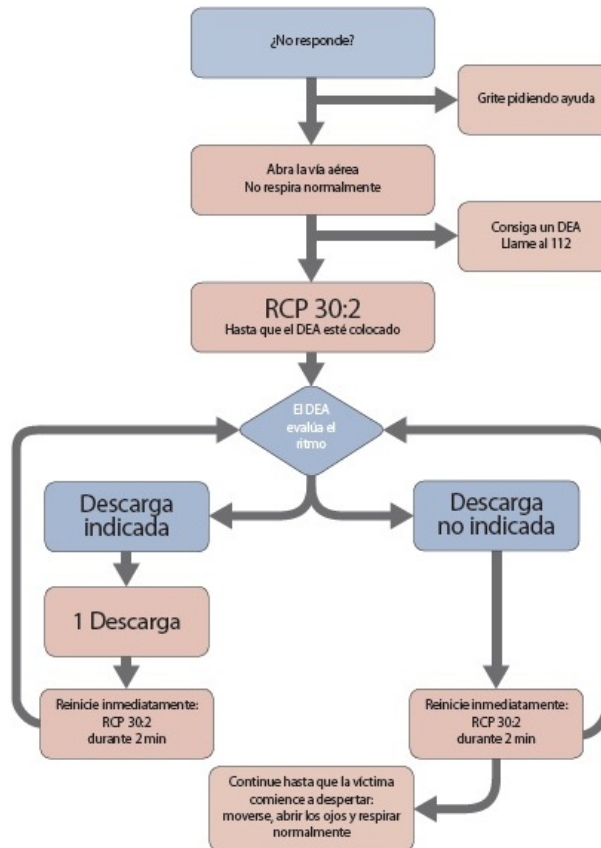 ¿No responde?
Grite pidiendo ayuda
Abra la vía aérea
No respira normalmente
Consiga un DEA
Llame al 112
RCP 30:2
Hasta que el DEA esté colocado
El DEA
evalúa el
ritmo
Descarga
indicada
Descarga
no indicada
1 Descarga
Reinicie inmediatamente:
RCP 30:2
durante 2 min
Reinicie inmediatamente:
RCP 30:2
durante 2 min
Continue hasta que la víctima
comience a despertar:
moverse, abrir los ojos y respirar
normalmente